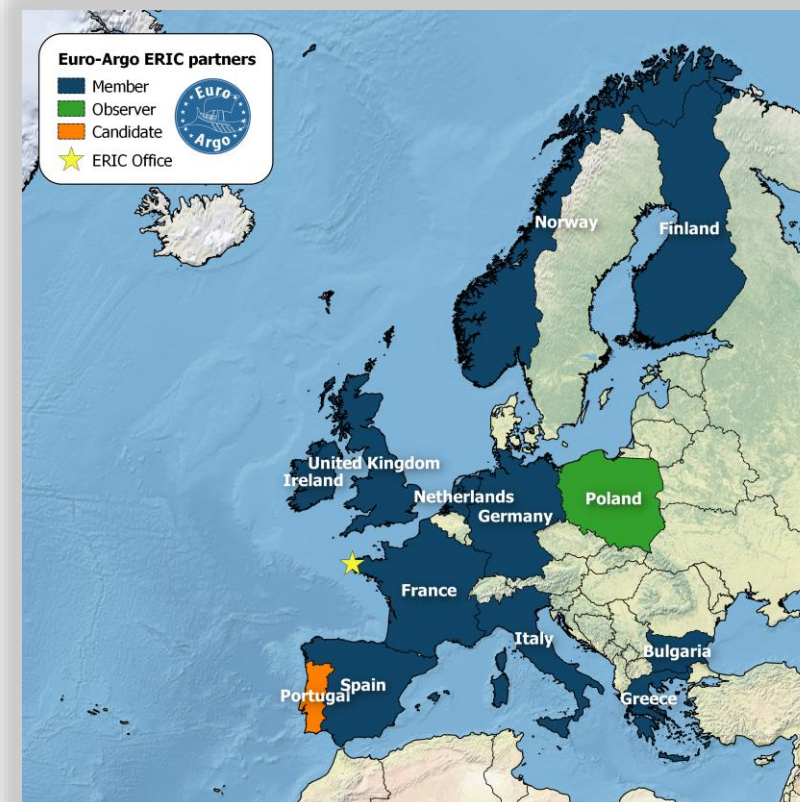 Euro-Argo ERIC partners
Member
Observer
Candidate
ERIC Office
Euro
Argo
Norway
Finland
United Kingdom
Ireland
Netherlands
Germany
Poland
France
Italy
Bulgaria
Spain
Portugal
Greece